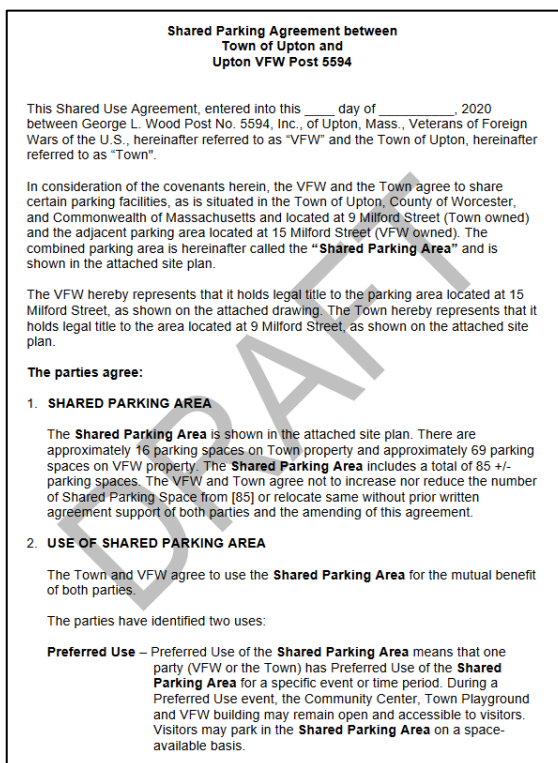 Shared Parking Agreement between
Town of Upton and
Upton VFW Post 5594
This Shared Use Agreement, entered into this ____ day of __________, 2020
between George L. Wood Post No. 5594, Inc., of Upton, Mass., Veterans of Foreign
Wars of the U.S., hereinafter referred to as “VFW” and the Town of Upton, hereinafter
referred to as “Town”.
In consideration of the covenants herein, the VFW and the Town agree to share
certain parking facilities, as is situated in the Town of Upton, County of Worcester,
and Commonwealth of Massachusetts and located at 9 Milford Street (Town owned)
and the adjacent parking area located at 15 Milford Street (VFW owned). The
combined parking area is hereinafter called the “Shared Parking Area” and is
shown in the attached site plan.
The VFW hereby represents that it holds legal title to the parking area located at 15
Milford Street, as shown on the attached drawing. The Town hereby represents that it
holds legal title to the area located at 9 Milford Street, as shown on the attached site
plan.
The parties agree:
1. SHARED PARKING AREA
The Shared Parking Area is shown in the attached site plan. There are
approximately 16 parking spaces on Town property and approximately 69 parking
spaces on VFW property. The Shared Parking Area includes a total of 85 +/-
parking spaces. The VFW and Town agree not to increase nor reduce the number
of Shared Parking Space from [85] or relocate same without prior written
agreement support of both parties and the amending of this agreement.
2. USE OF SHARED PARKING AREA
The Town and VFW agree to use the Shared Parking Area for the mutual benefit
of both parties.
The parties have identified two uses:
Preferred Use – Preferred Use of the Shared Parking Area means that one
party (VFW or the Town) has Preferred Use of the Shared
Parking Area for a specific event or time period. During a
Preferred Use event, the Community Center, Town Playground
and VFW building may remain open and accessible to visitors.
Visitors may park in the Shared Parking Area on a space-
available basis.
DRAFT